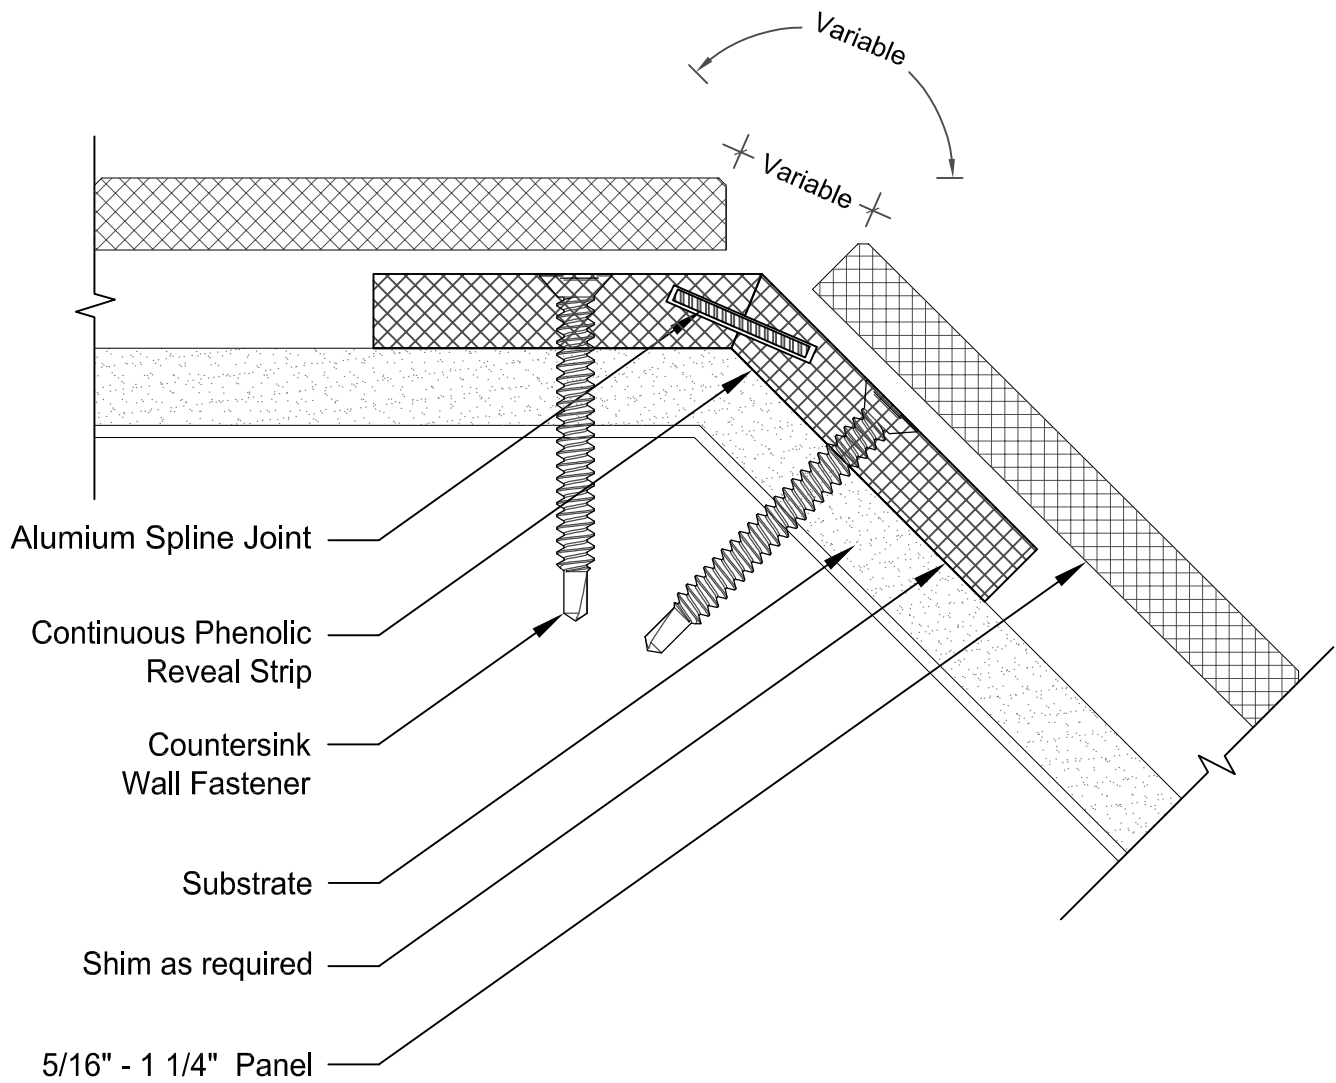 Variable
Variable
Alumium Spline Joint
Continuous Phenolic
Reveal Strip
Countersink
Wall Fastener
Substrate
Shim as required
5/16" - 1 1/4" Panel